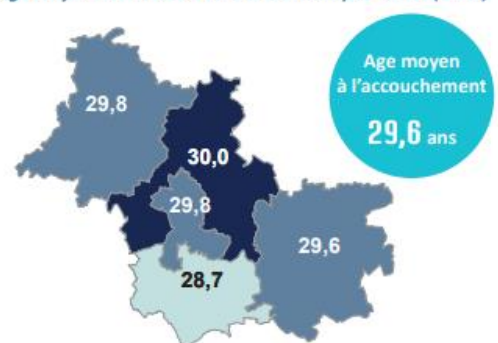 Age moyen
à l'accouchement
29,6 ans
29,8
30,0
29,8
29,6
28,7